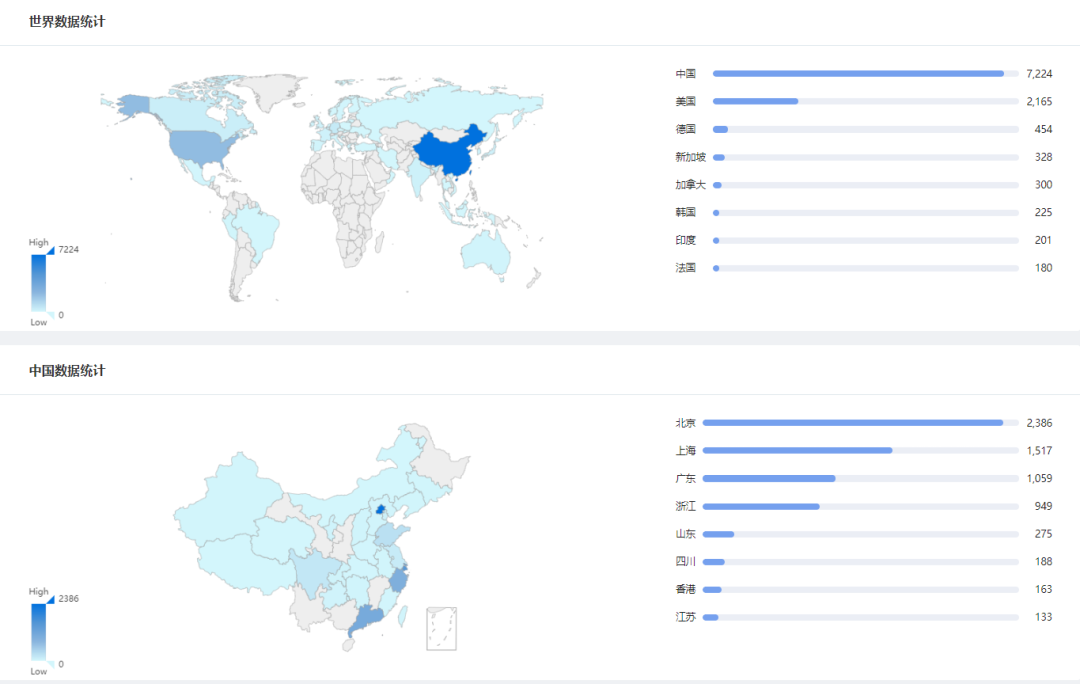 世界数据统计
中国 7,224
美国 2,165
德国 454
新加坡 328
加拿大 300
韩国 225
印度 201
法国 180
High
7224
0
Low
中国数据统计
北京 2,386
上海 1,517
广东 1,059
浙江 949
山东 275
四川 188
香港 163
江苏 133
High
2386
0
Low